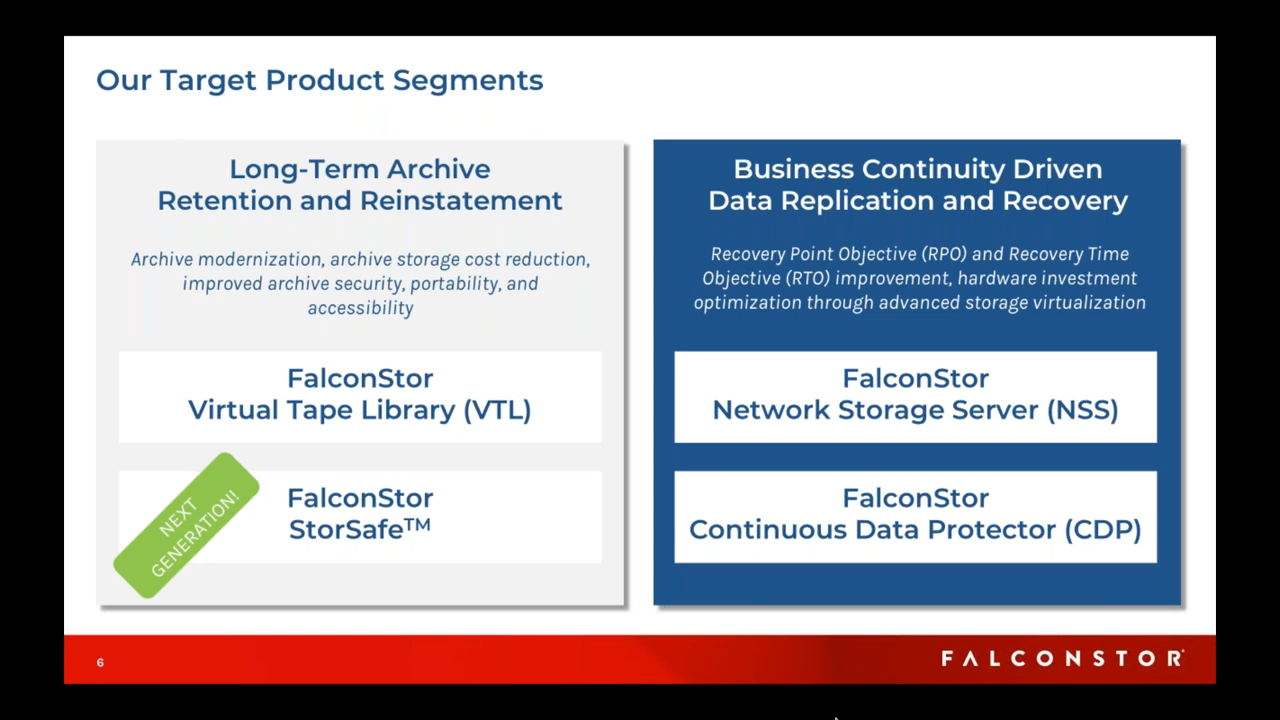 Our Target Product Segments
Long-Term Archive
Retention and Reinstatement
Archive modernization, archive storage cost reduction,
improved archive security, portability, and
accessibility
FalconStor
Virtual Tape Library (VTL)
NEXT
GENERATION!
FalconStor
StorSafe™
Business Continuity Driven
Data Replication and Recovery
Recovery Point Objective (RPO) and Recovery Time
Objective (RTO) improvement, hardware investment
optimization through advanced storage virtualization
FalconStor
Network Storage Server (NSS)
FalconStor
Continuous Data Protector (CDP)
6
FALCONSTOR